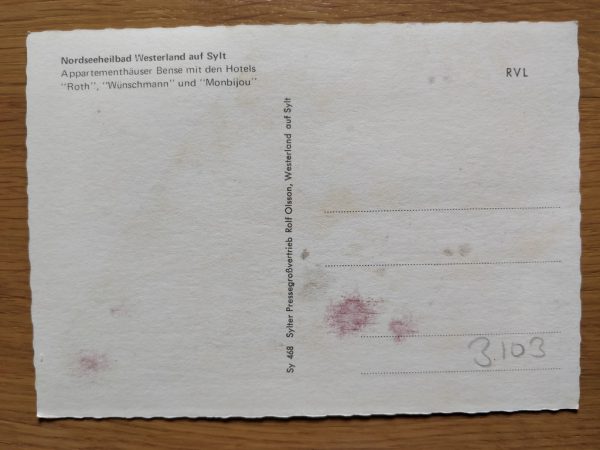 Nordseeheilbad Westerland auf Sylt
Appartementhäuser Bense mit den Hotels
"Roth", "Wünschmann" und "Monbijou"
RVL
Sy 468 Sylter Pressegroßvertrieb Rolf Olsson, Westerland auf Sylt
3.103